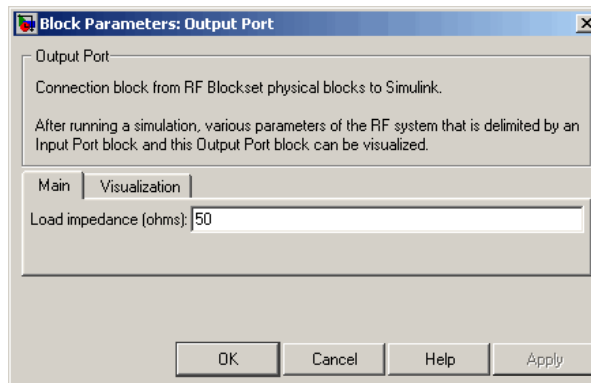 Block Parameters: Output Port
Output Port
Connection block from RF Blockset physical blocks to Simulink.
After running a simulation, various parameters of the RF system that is delimited by an
Input Port block and this Output Port block can be visualized.
Main Visualization
Load impedance (ohms): 50
OK Cancel Help Apply